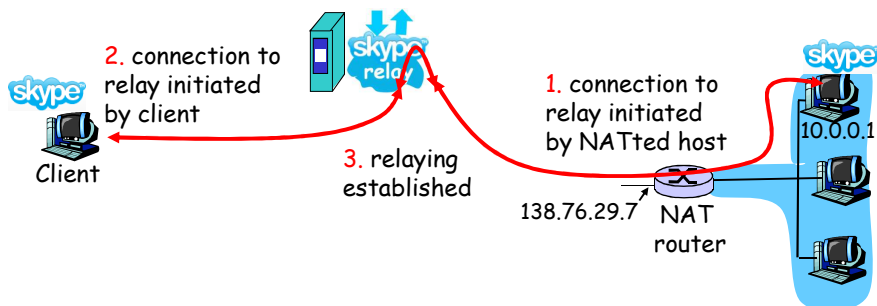 skype
Client
2. connection to
relay initiated
by client
skype
relay
3. relaying
established
1. connection to
relay initiated
by NATted host
138.76.29.7
NAT
router
skype
10.0.0.1